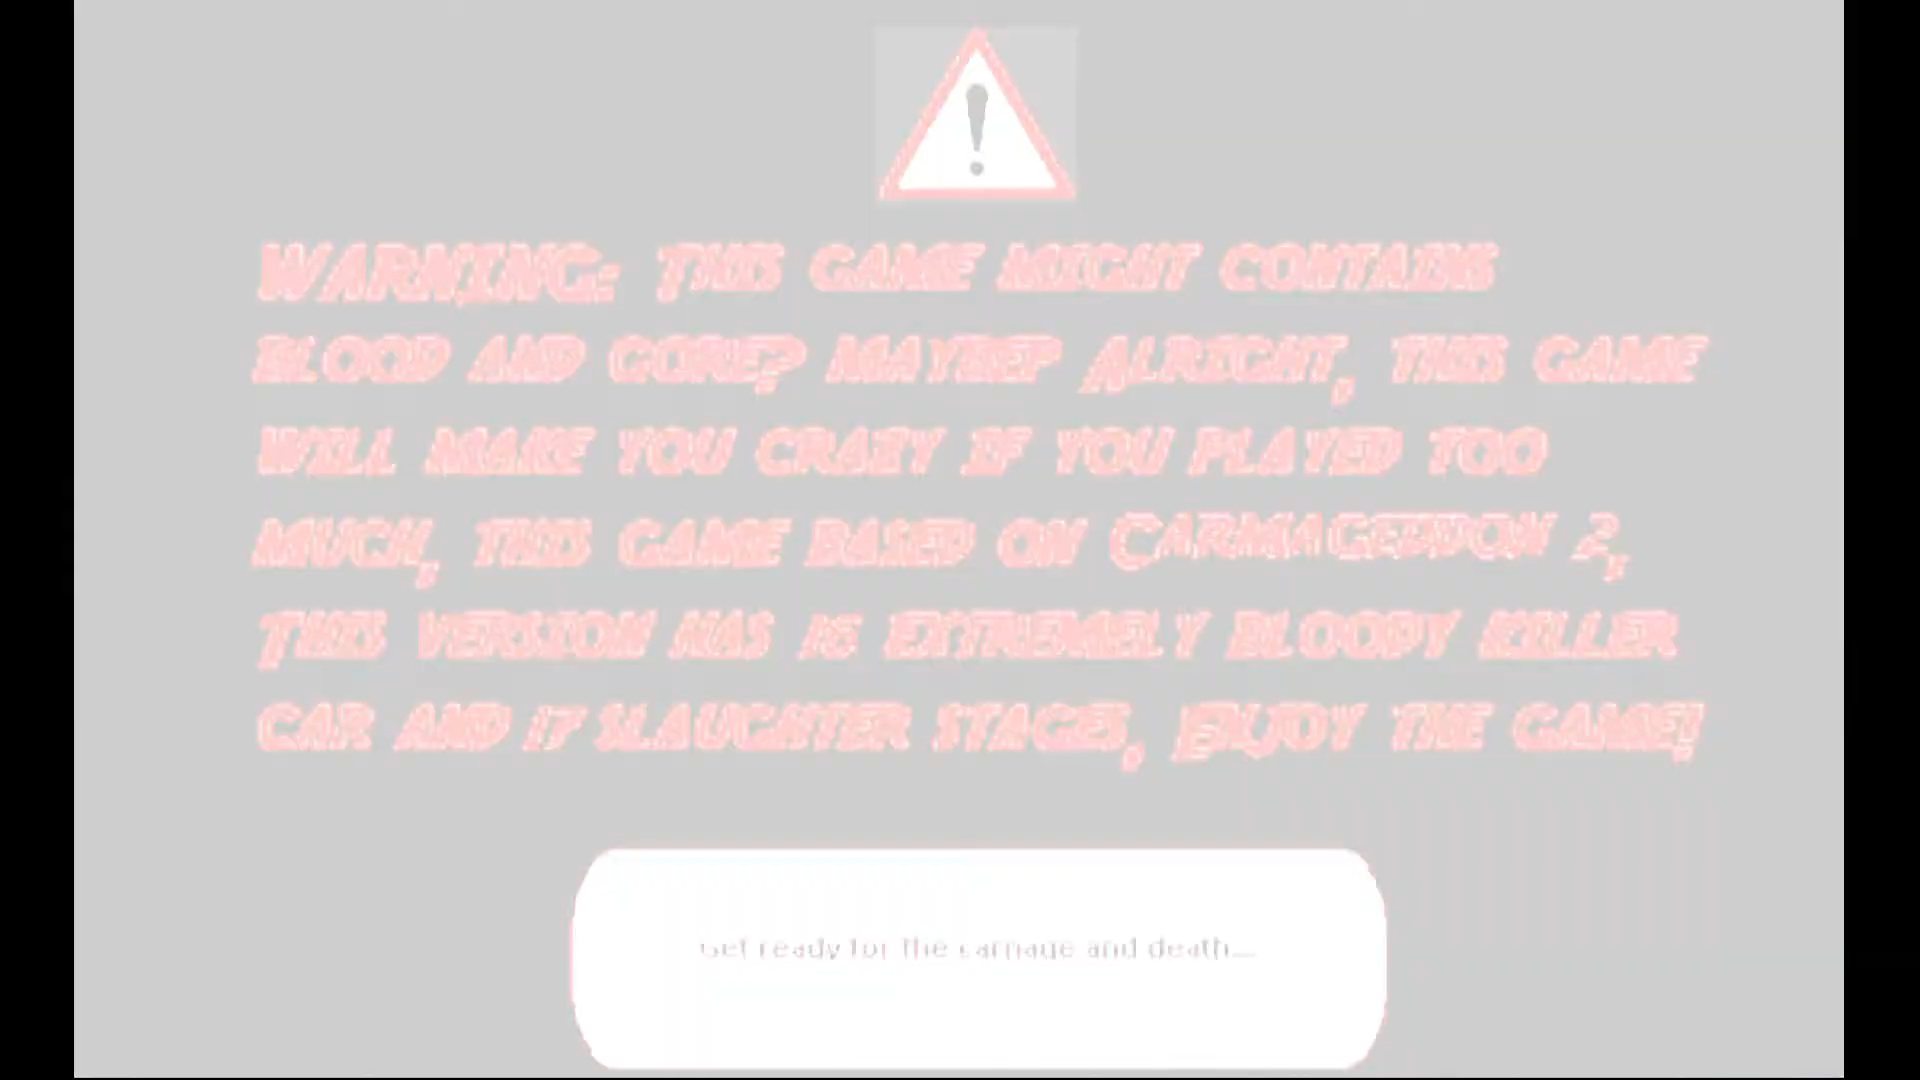 WARNING: THIS GAME MIGHT CONTAINS
BLOOD AND GORE? MAYBE? ALRIGHT, THIS GAME
WILL MAKE YOU CRAZY IF YOU PLAYED TOO
MUCH, THIS GAME BASED ON CARMAGEDDON 2,
THIS VERSION HAS 16 EXTREMELY BLOODY KILLER
CAR AND 17 SLAUGHTER STAGES, ENJOY THE GAME!
Get ready for the carnage and death...